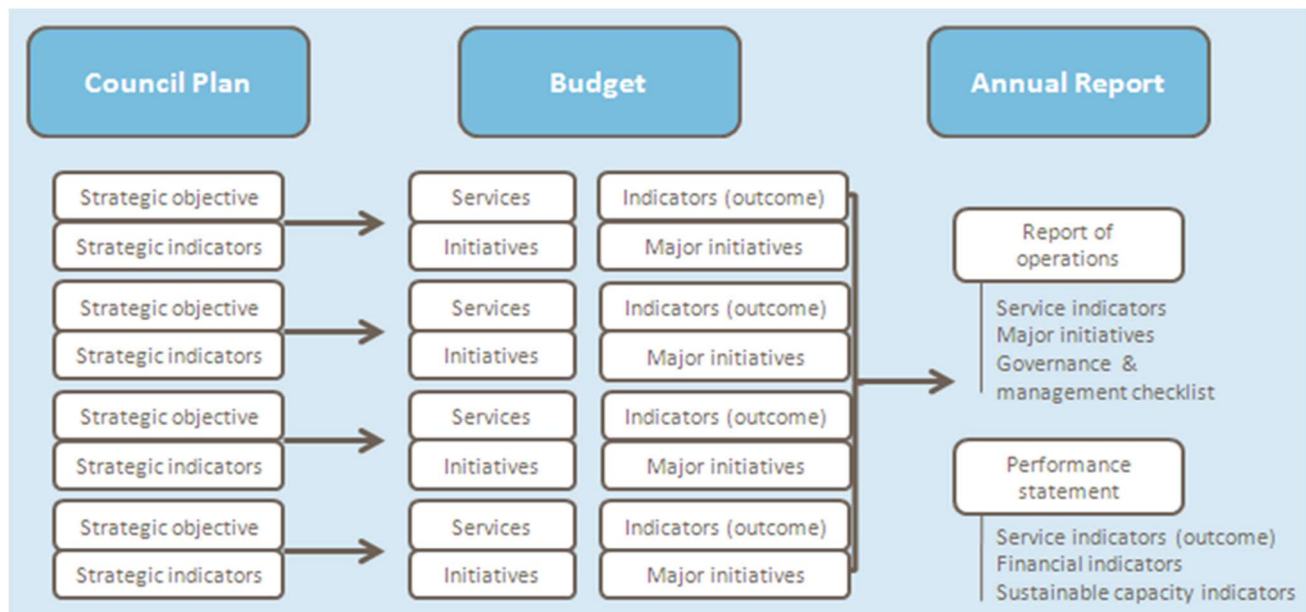 Council Plan
Budget
Annual Report
Strategic objective
Strategic indicators
Services
Initiatives
Indicators (outcome)
Major initiatives
Strategic objective
Strategic indicators
Services
Initiatives
Indicators (outcome)
Major initiatives
Strategic objective
Strategic indicators
Services
Initiatives
Indicators (outcome)
Major initiatives
Strategic objective
Strategic indicators
Services
Initiatives
Indicators (outcome)
Major initiatives
Report of
operations
Service indicators
Major initiatives
Governance &
management checklist
Performance
statement
Service indicators (outcome)
Financial indicators
Sustainable capacity indicators